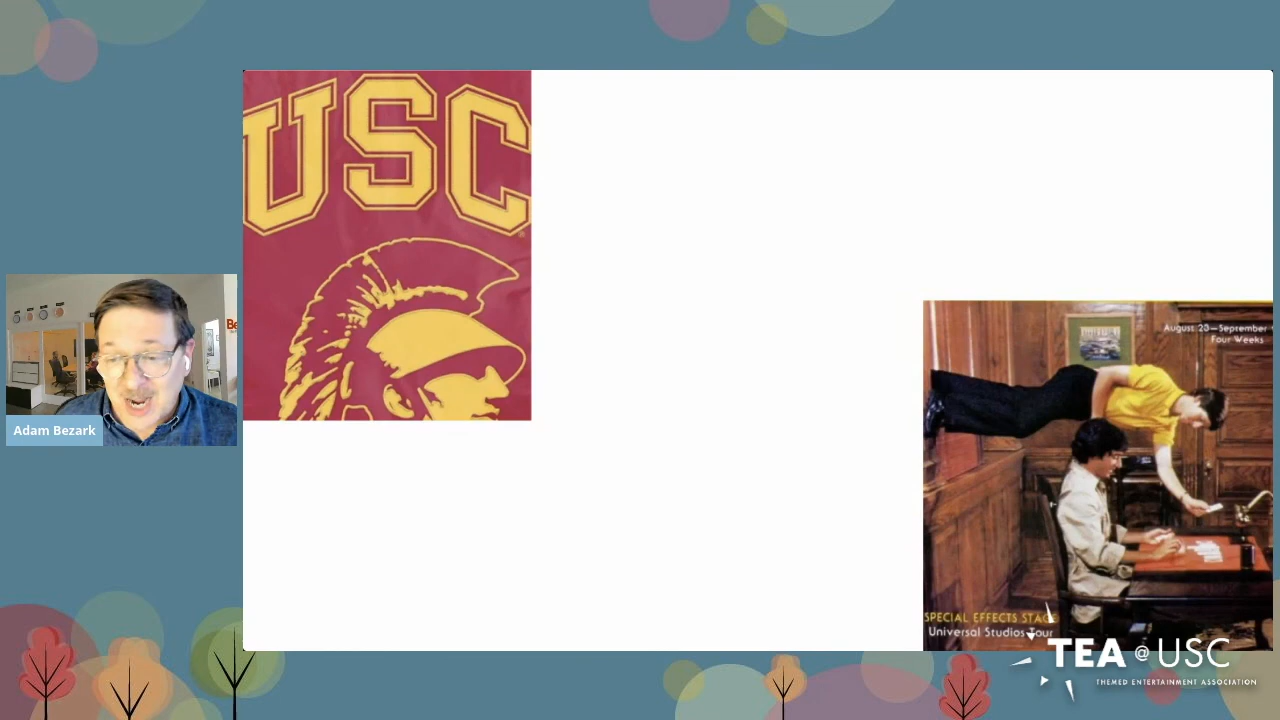 USC
Be
Adam Bezark
August 20—September
Four Weeks
SPECIAL EFFECTS STAGE
Universal Studios Tour
TEA @ USC
THEMED ENTERTAINMENT ASSOCIATION